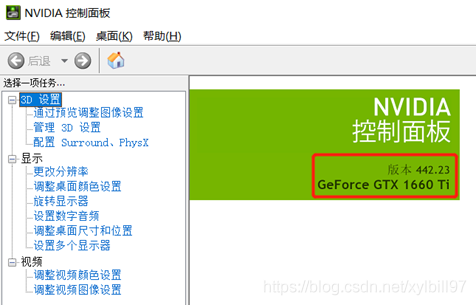 NVIDIA 控制面板
文件(F) 编辑(E) 桌面(K) 帮助(H)
后退
选择一项任务...
3D 设置
通过预览调整图像设置
管理 3D 设置
配置 Surround、PhysX
显示
更改分辨率
调整桌面颜色设置
旋转显示器
设置数字音频
调整桌面尺寸和位置
设置多个显示器
视频
调整视频颜色设置
调整视频图像设置
NVIDIA
控制面板
版本 442.23
GeForce GTX 1660 Ti
https://blog.csdn.net/xylbill97